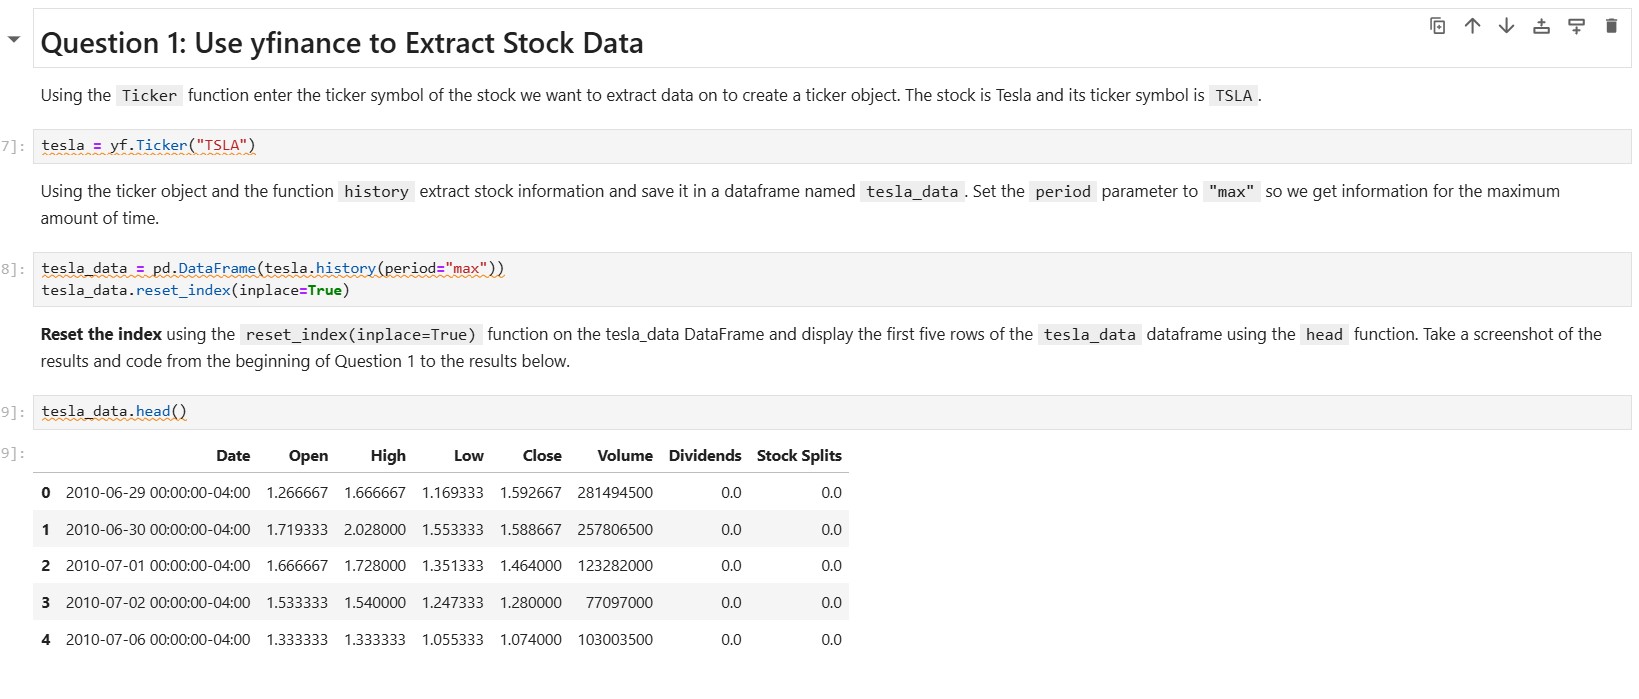 Question 1: Use yfinance to Extract Stock Data
Using the Ticker function enter the ticker symbol of the stock we want to extract data on to create a ticker object. The stock is Tesla and its ticker symbol is TSLA .
7]: tesla = yf.Ticker("TSLA")
Using the ticker object and the function history extract stock information and save it in a dataframe named tesla_data . Set the period parameter to "max" so we get information for the maximum
amount of time.
8]: tesla_data = pd.DataFrame(tesla.history(period="max"))
tesla_data.reset_index(inplace=True)
Reset the index using the reset_index(inplace=True) function on the tesla_data DataFrame and display the first five rows of the tesla_data dataframe using the head function. Take a screenshot of the
results and code from the beginning of Question 1 to the results below.
9]: tesla_data.head()
9]: Date Open High Low Close Volume Dividends Stock Splits
0 2010-06-29 00:00:00-04:00 1.266667 1.666667 1.169333 1.592667 281494500 0.0 0.0
1 2010-06-30 00:00:00-04:00 1.719333 2.028000 1.553333 1.588667 257806500 0.0 0.0
2 2010-07-01 00:00:00-04:00 1.666667 1.728000 1.351333 1.464000 123282000 0.0 0.0
3 2010-07-02 00:00:00-04:00 1.533333 1.540000 1.247333 1.280000 77097000 0.0 0.0
4 2010-07-06 00:00:00-04:00 1.333333 1.333333 1.055333 1.074000 103003500 0.0 0.0